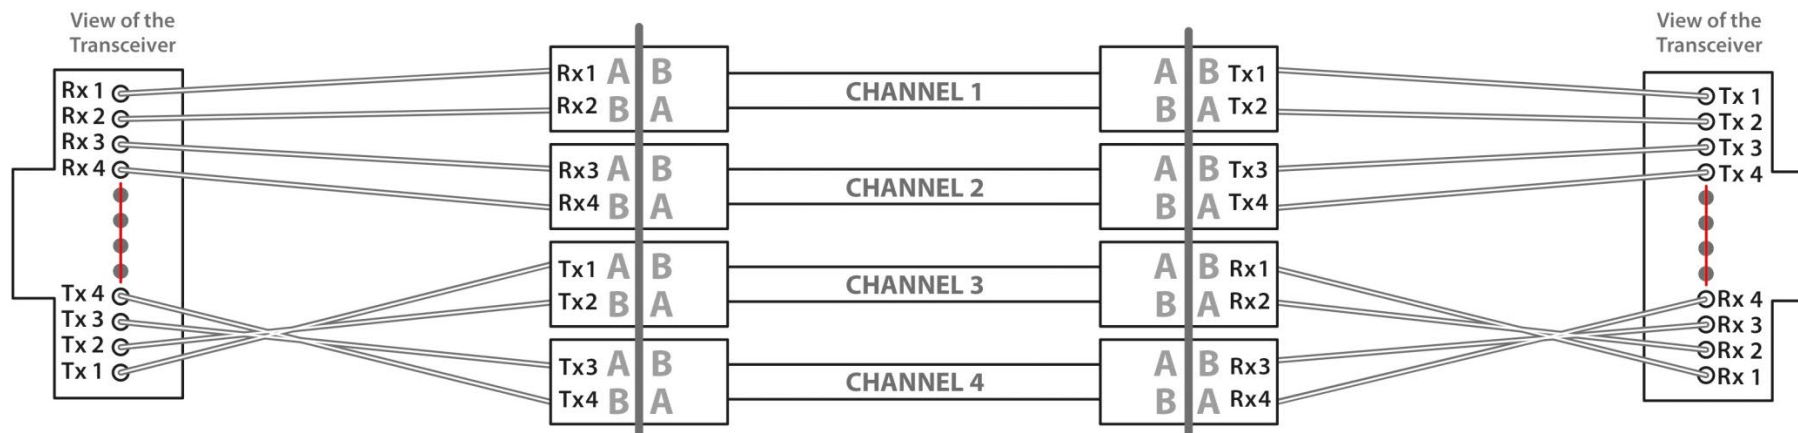 View of the
Transceiver
View of the
Transceiver
Rx 1
Rx 2
Rx 3
Rx 4
Tx 4
Tx 3
Tx 2
Tx 1
Rx1 A B
Rx2 B A
CHANNEL 1
A B Tx1
B A Tx2
Rx3 A B
Rx4 B A
CHANNEL 2
A B Tx3
B A Tx4
Tx1 A B
Tx2 B A
CHANNEL 3
A B Rx1
B A Rx2
Tx3 A B
Tx4 B A
CHANNEL 4
A B Rx3
B A Rx4
Tx 1
Tx 2
Tx 3
Tx 4
Rx 4
Rx 3
Rx 2
Rx 1